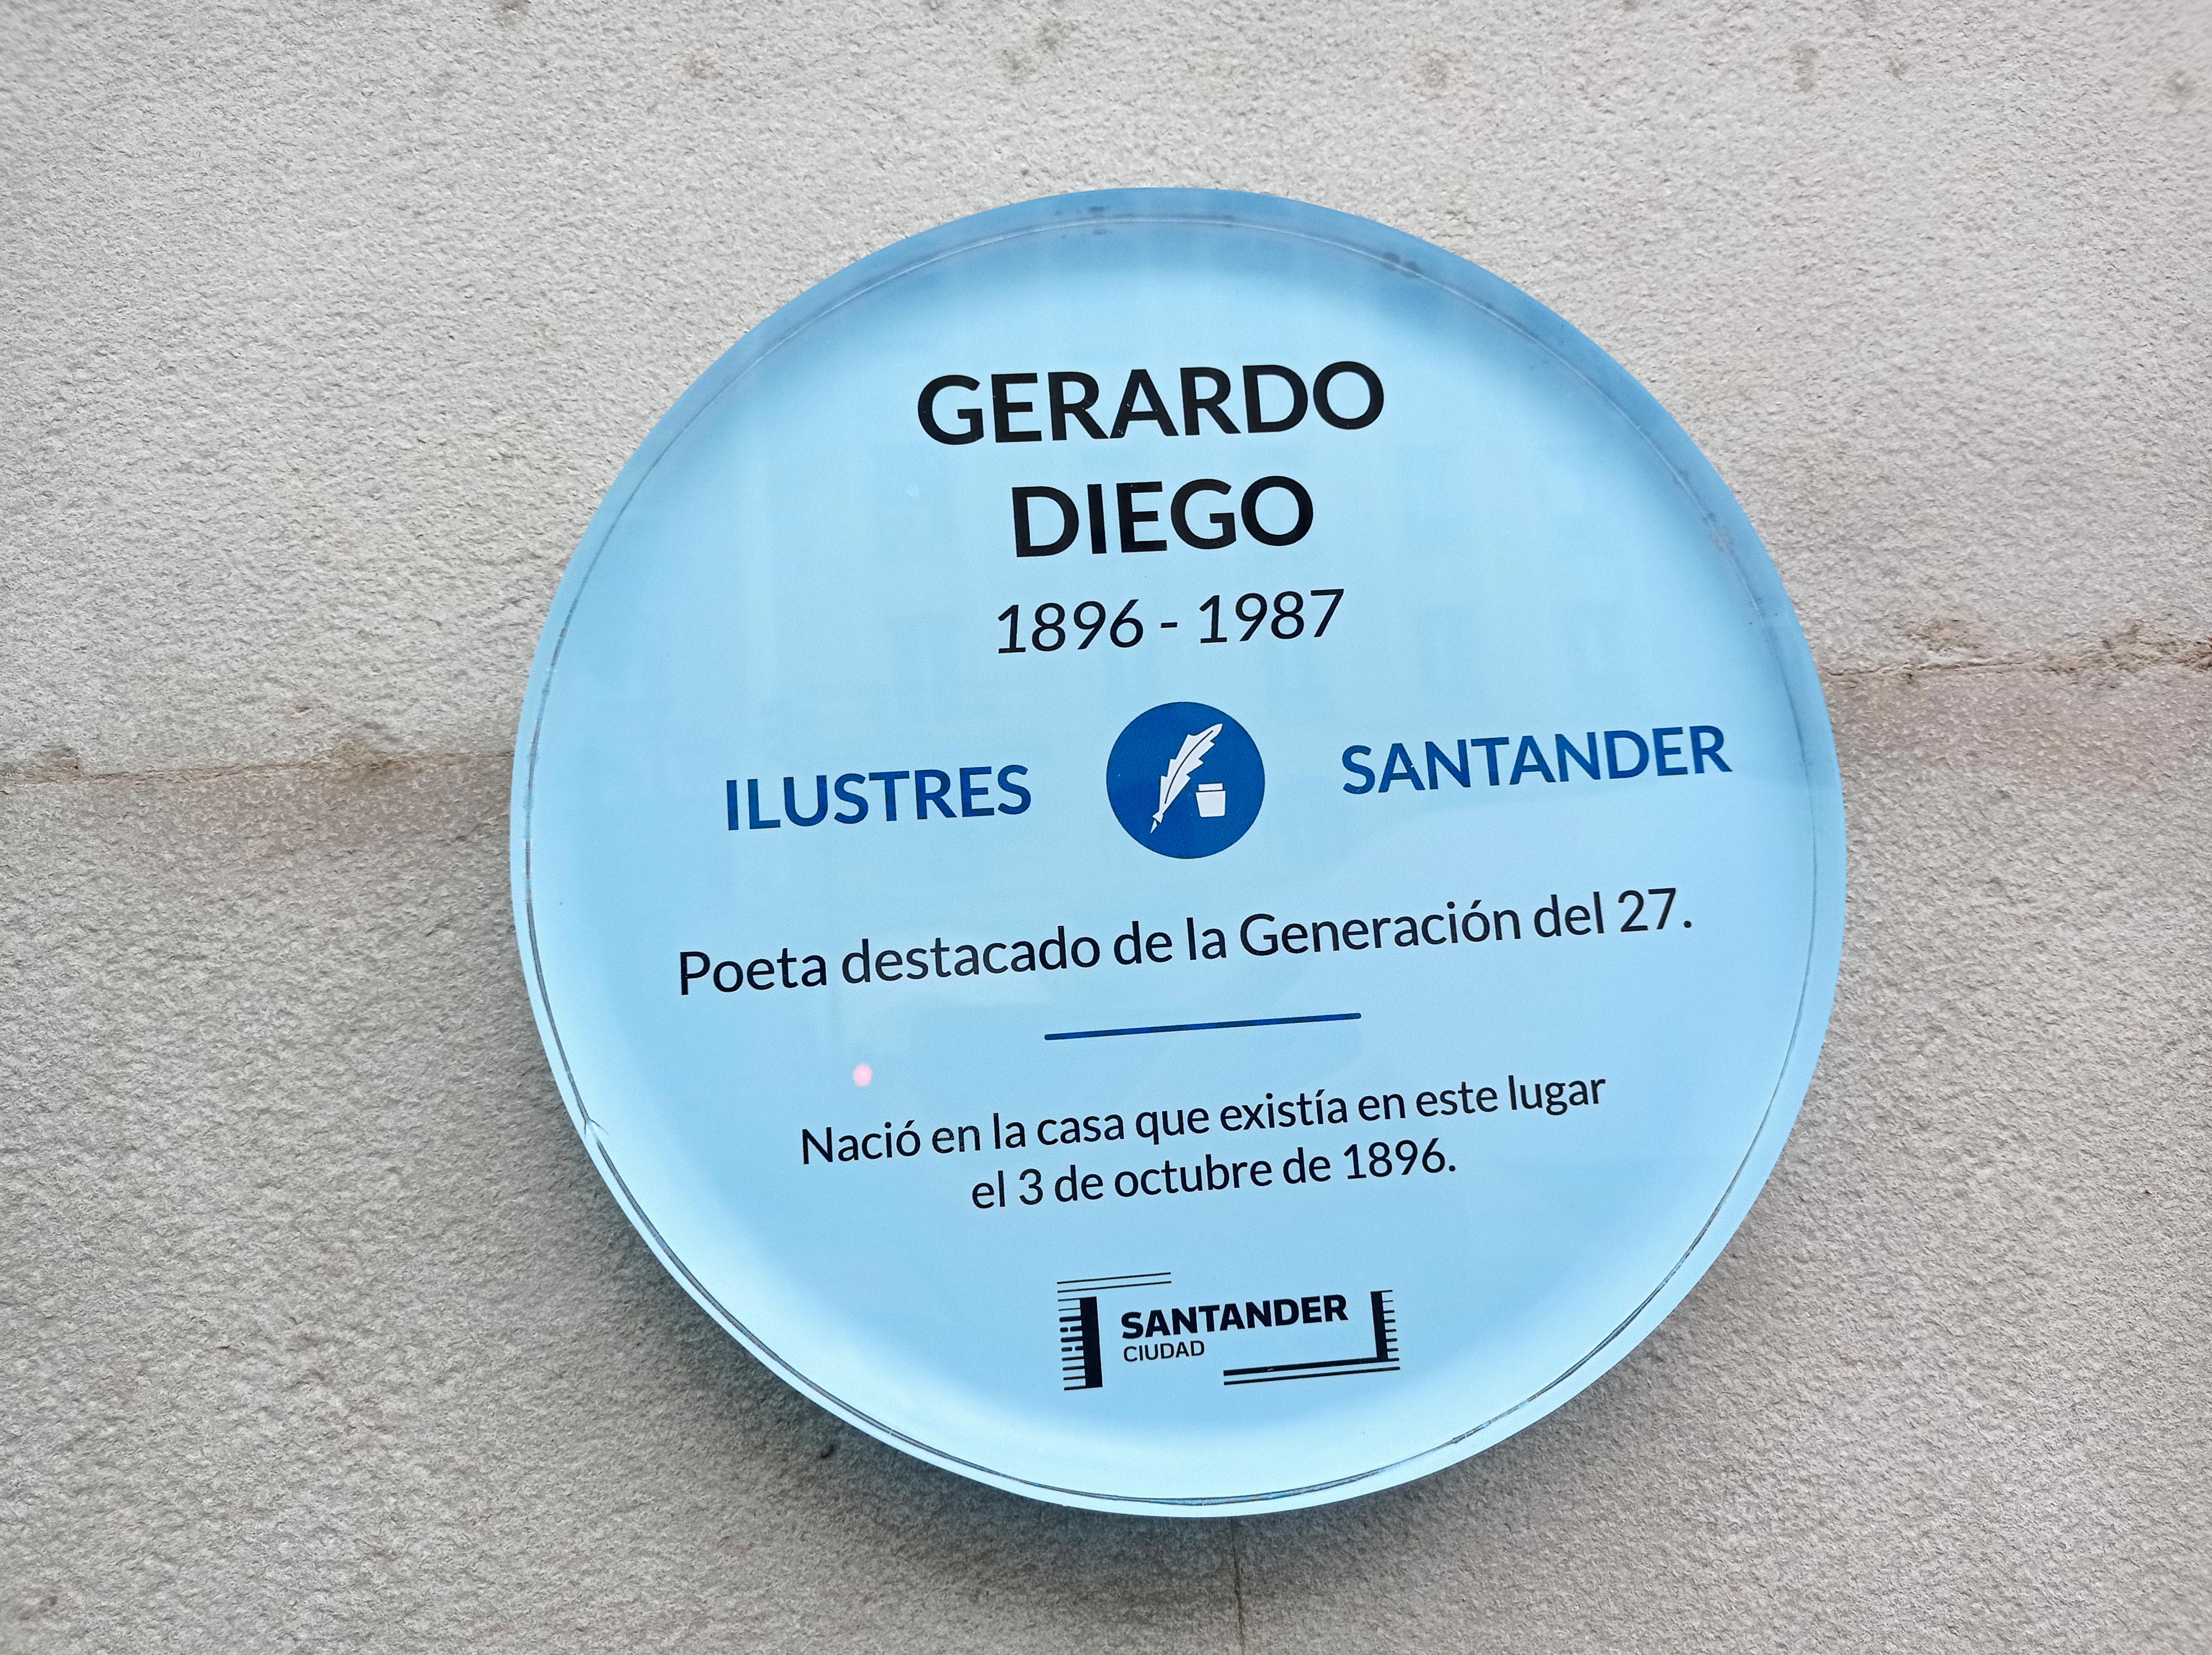 GERARDO
DIEGO
1896 - 1987
ILUSTRES SANTANDER
Poeta destacado de la Generación del 27.
Nació en la casa que existía en este lugar
el 3 de octubre de 1896.
SANTANDER
CIUDAD